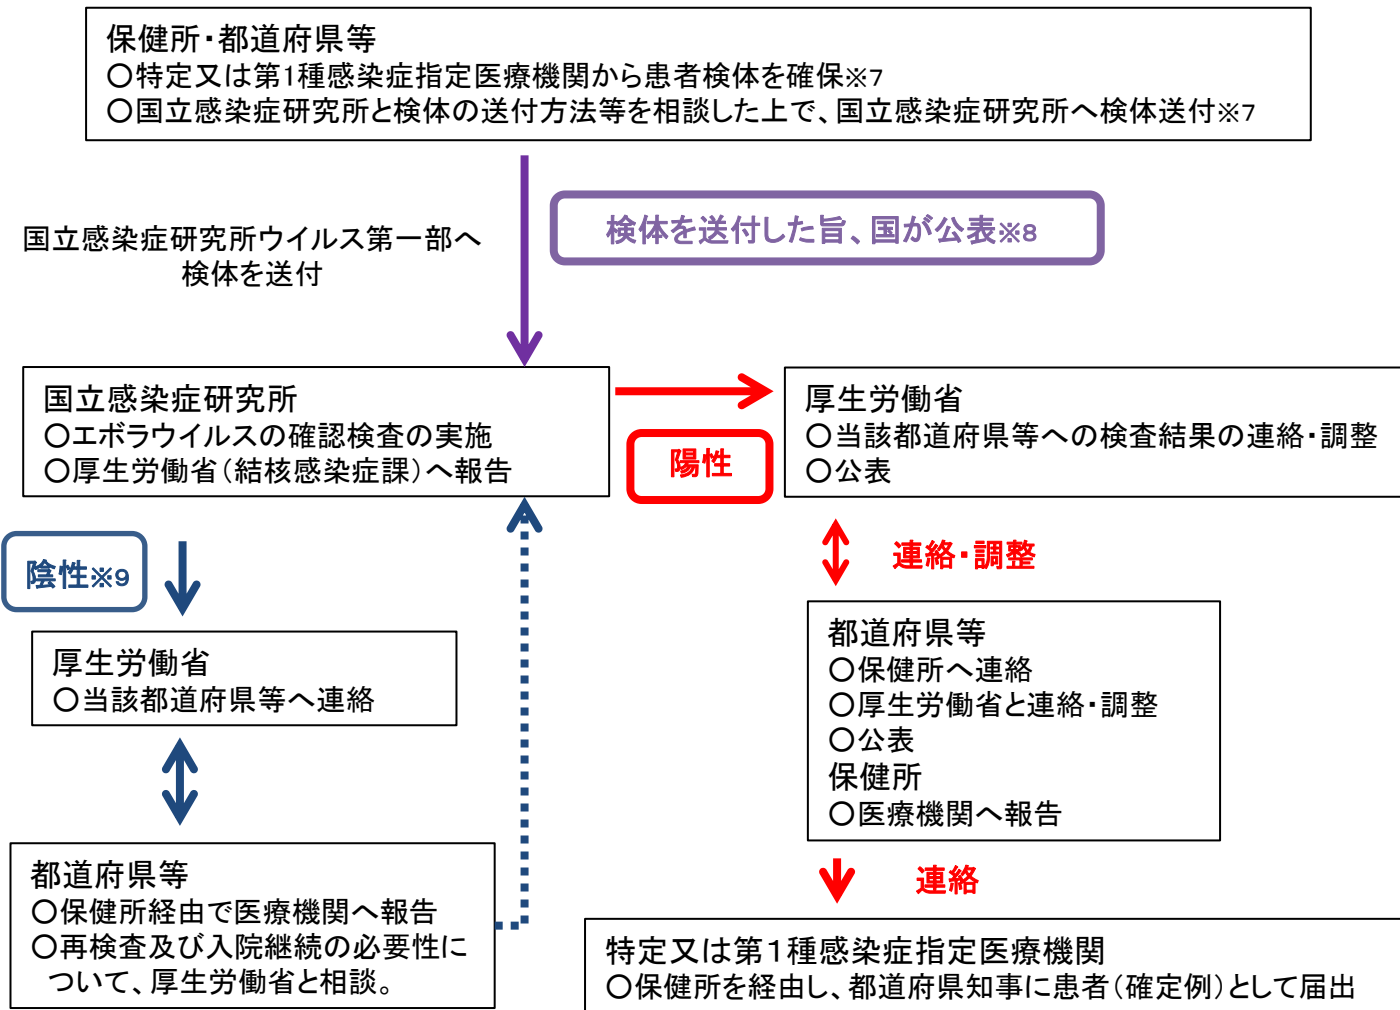 保健所・都道府県等
○特定又は第1種感染症指定医療機関から患者検体を確保※7
○国立感染症研究所と検体の送付方法等を相談した上で、国立感染症研究所へ検体送付※7
検体を送付した旨、国が公表※8
国立感染症研究所ウイルス第一部へ
検体を送付
国立感染症研究所
○エボラウイルスの確認検査の実施
○厚生労働省(結核感染症課)へ報告
陽性
厚生労働省
○当該都道府県等への検査結果の連絡・調整
○公表
陰性※9
連絡・調整
厚生労働省
○当該都道府県等へ連絡
都道府県等
○保健所へ連絡
○厚生労働省と連絡・調整
○公表
保健所
○医療機関へ報告
都道府県等
○保健所経由で医療機関へ報告
○再検査及び入院継続の必要性に
ついて、厚生労働省と相談。
連絡
特定又は第1種感染症指定医療機関
○保健所を経由し、都道府県知事に患者(確定例)として届出